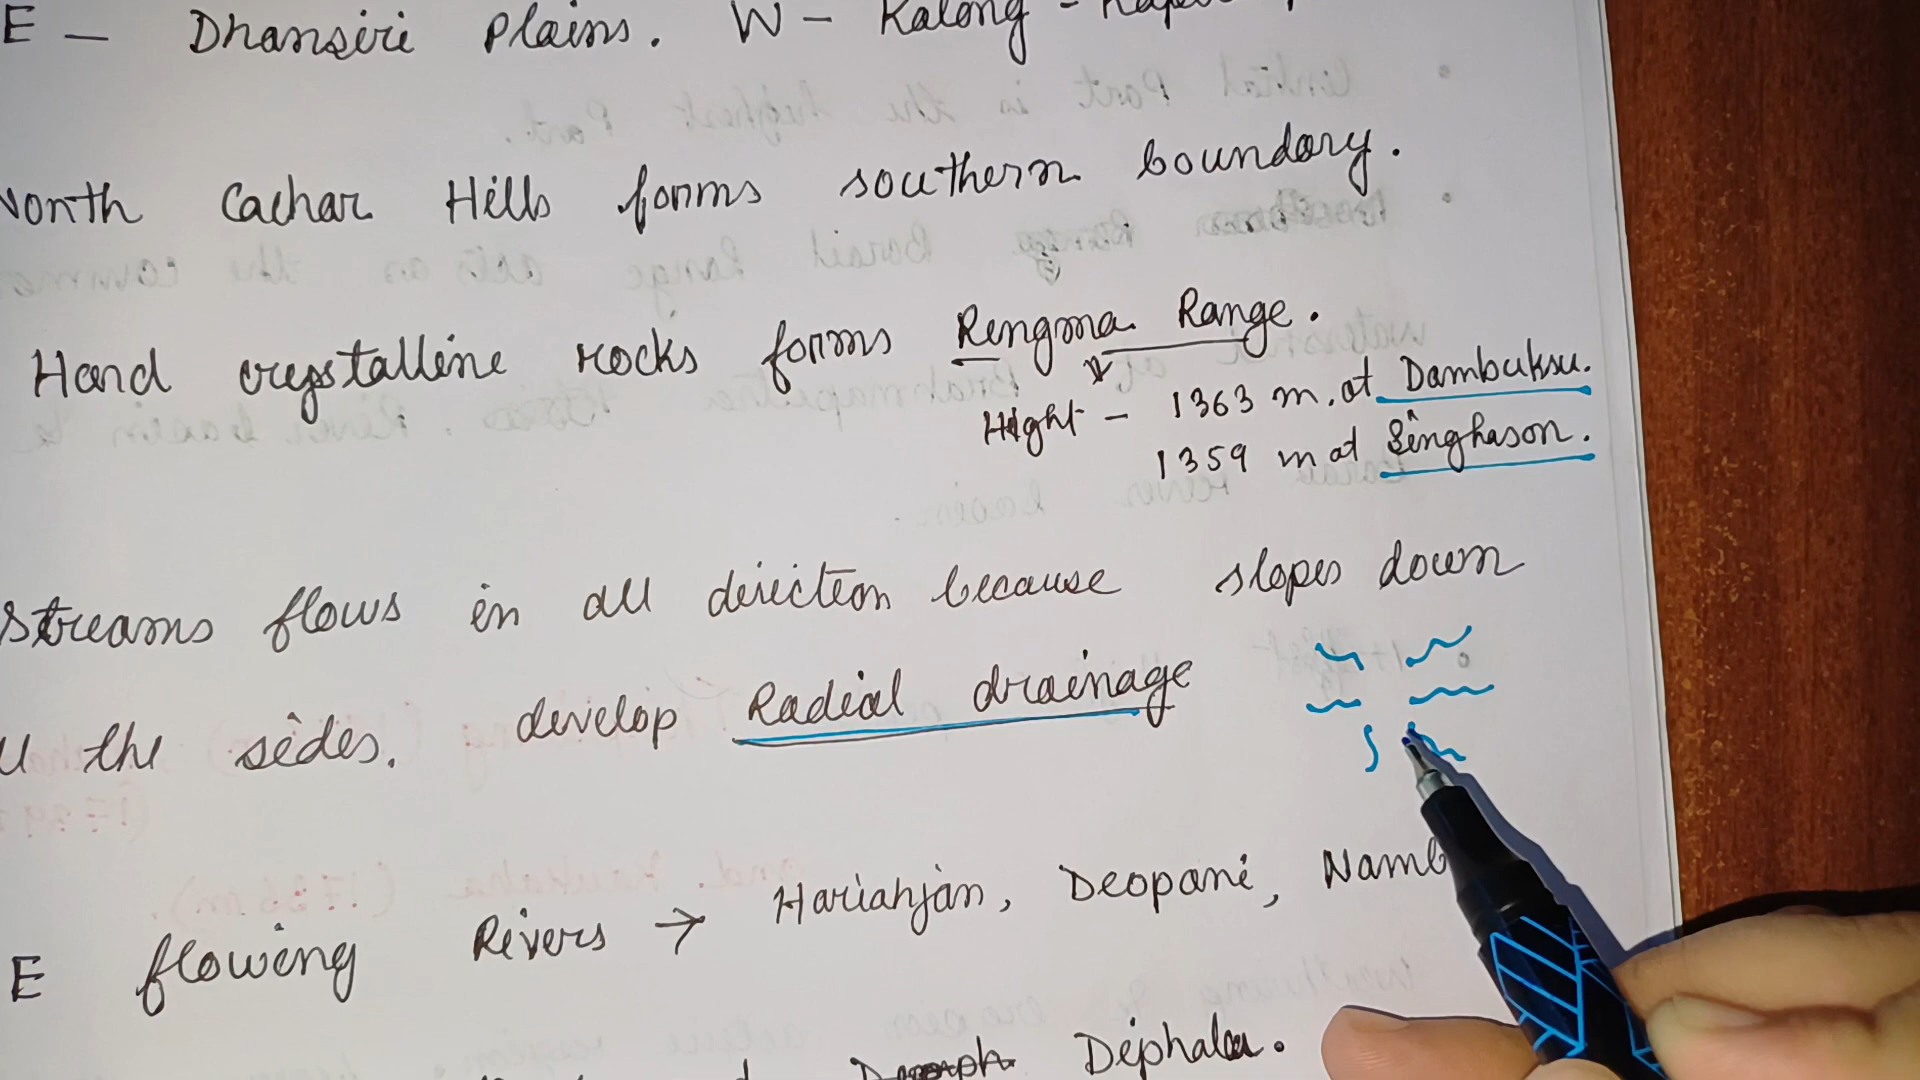 E - Dhansiri Plains. W - Kalong -
North Cachar Hills forms southern boundary.
Hard crystalline rocks forms Rengma Range.
Hight - 1363 m. at Dambuksu.
1359 m at Singhason.
Streams flows in all direction because slopes down
the sides. develop Radial drainage
E flowing Rivers → Harianjan, Deopani, Namb
Diphalu.